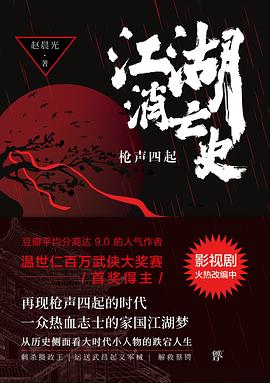 赵晨光
·
著
江湖
消亡史
枪声四起
豆瓣平均分高达 9.0 的人气作者
温世仁百万武侠大奖赛
/ 首奖得主 /
影视剧
火热改编中
再现枪声四起的时代
一众热血志士的家国江湖梦
从历史侧面看大时代小人物的跌宕人生
刺杀摄政王 | 运送武昌起义军械 | 解救蔡锷